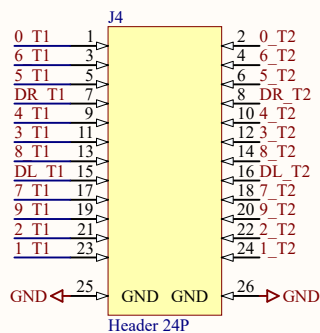 J4
0_T1 1 2 0_T2
6_T1 3 4 6_T2
5_T1 5 6 5_T2
DR_T1 7 8 DR_T2
4_T1 9 10 4_T2
3_T1 11 12 3_T2
8_T1 13 14 8_T2
DL_T1 15 16 DL_T2
7_T1 17 18 7_T2
9_T1 19 20 9_T2
2_T1 21 22 2_T2
1_T1 23 24 1_T2
GND 25 GND GND 26 GND
Header 24P